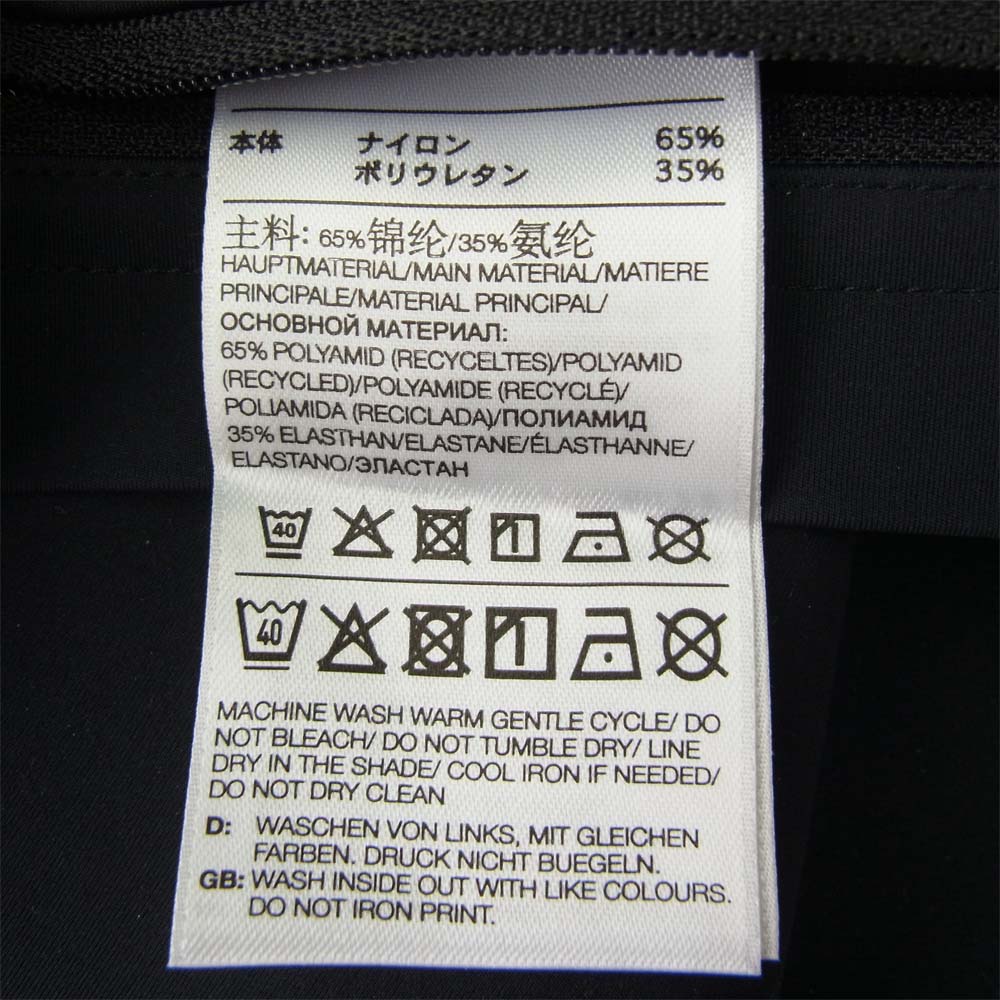 本体 ナイロン 65%
ポリウレタン 35%
主料: 65%锦纶/35%氨纶
HAUPTMATERIAL/MAIN MATERIAL/MATIERE
PRINCIPALE/MATERIAL PRINCIPAL/
ОСНОВНОЙ МАТЕРИАЛ:
65% POLYAMID (RECYCELTES)/POLYAMID
(RECYCLED)/POLYAMIDE (RECYCLÉ)/
POLIAMIDA (RECICLADA)/ПОЛИАМИД
35% ELASTHAN/ELASTANE/ÉLASTHANNE/
ELASTANO/ЭЛАСТАН
40
40
MACHINE WASH WARM GENTLE CYCLE/ DO
NOT BLEACH/ DO NOT TUMBLE DRY/ LINE
DRY IN THE SHADE/ COOL IRON IF NEEDED/
DO NOT DRY CLEAN
D: WASCHEN VON LINKS, MIT GLEICHEN
FARBEN. DRUCK NICHT BUEGELN.
GB: WASH INSIDE OUT WITH LIKE COLOURS.
DO NOT IRON PRINT.